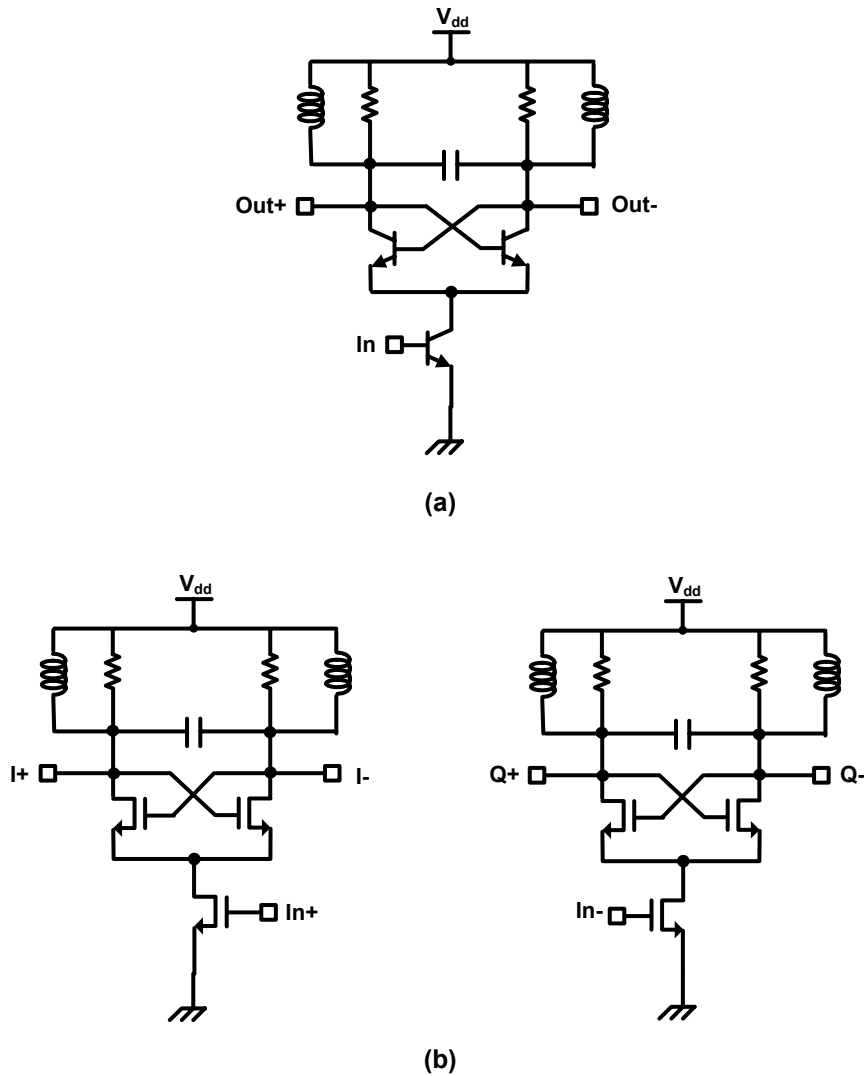 Vdd
Out+ Out-
In
(a)
Vdd Vdd
I+ I- Q+ Q-
In+ In-
(b)